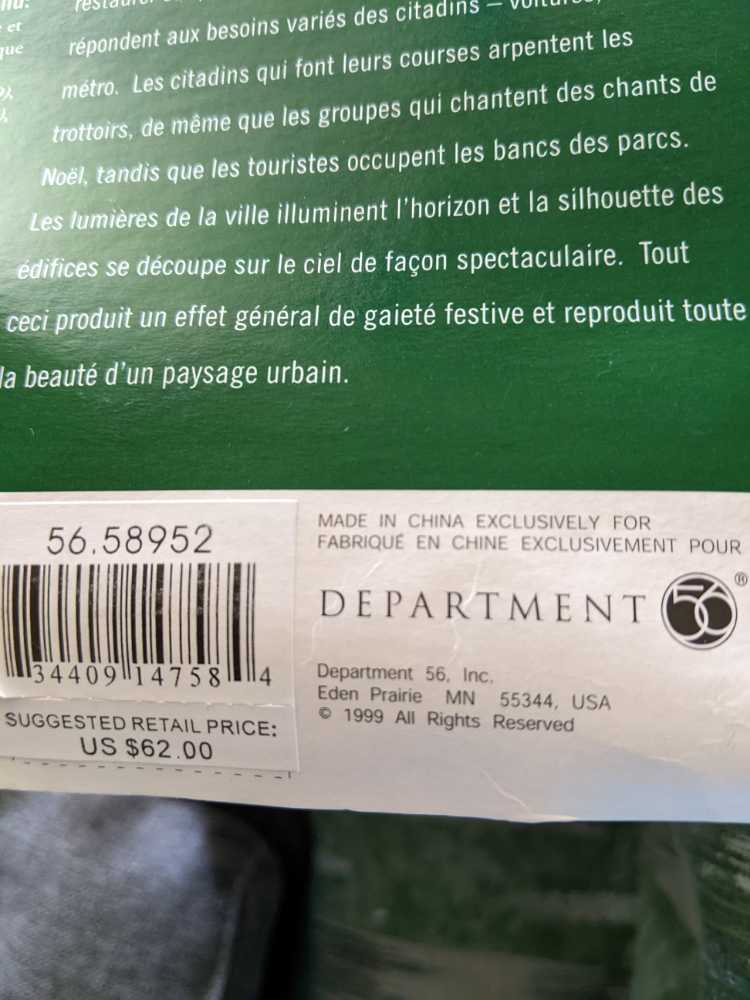 et
répondent aux besoins variés des citadins –
métro. Les citadins qui font leurs courses arpentent les
trottoirs, de même que les groupes qui chantent des chants de
Noël, tandis que les touristes occupent les bancs des parcs.
Les lumières de la ville illuminent l'horizon et la silhouette des
édifices se découpe sur le ciel de façon spectaculaire. Tout
ceci produit un effet général de gaieté festive et reproduit toute
la beauté d'un paysage urbain.
56.58952
34409 14758 4
SUGGESTED RETAIL PRICE:
US $62.00
MADE IN CHINA EXCLUSIVELY FOR
FABRIQUÉ EN CHINE EXCLUSIVEMENT POUR
DEPARTMENT 56®
Department 56, Inc.
Eden Prairie MN 55344, USA
© 1999 All Rights Reserved